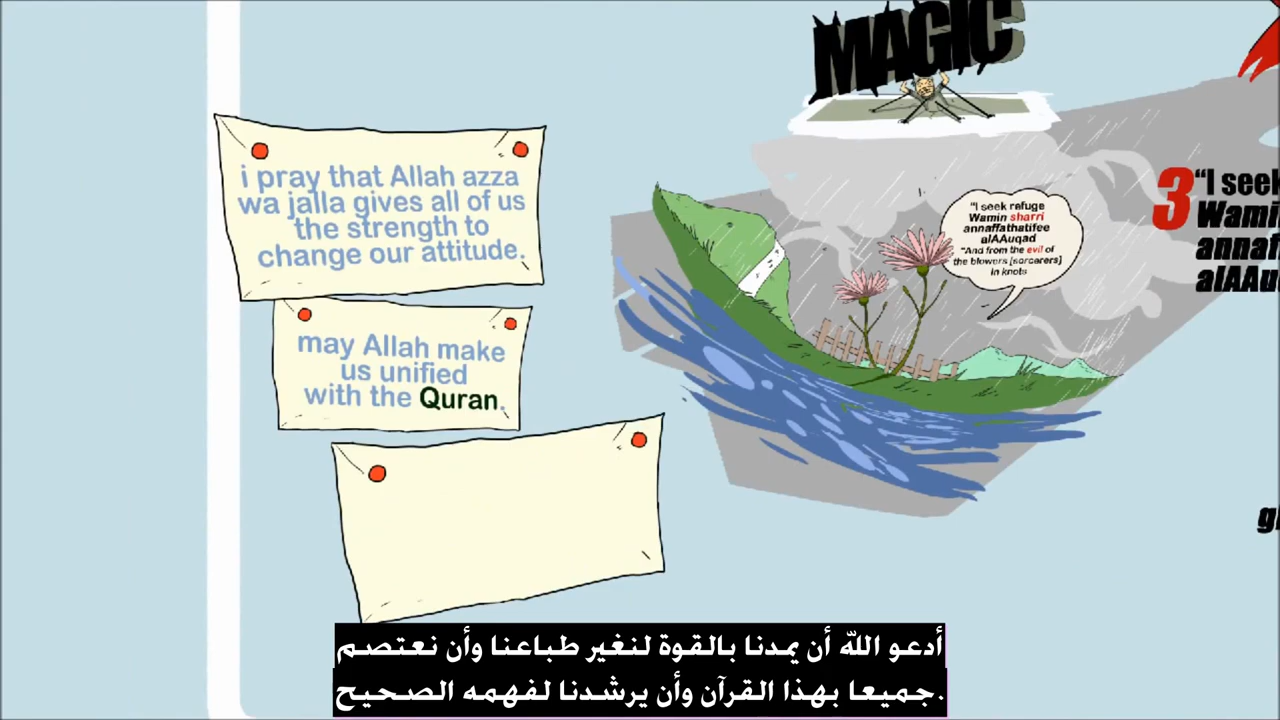 MAGIC
i pray that Allah azza
wa jalla gives all of us
the strength to
change our attitude.
may Allah make
us unified
with the Quran.
"I seek refuge
Wamin sharri
annaffathatifee
alAAuqad
"And from the evil of
the blowers [sorcerers]
in knots
3 "I seek
أدعو الله أن يمدنا بالقوة لنغير طباعنا وأن نعتصم
جميعا بهذا القرآن وأن يرشدنا لفهمه الصحيح.